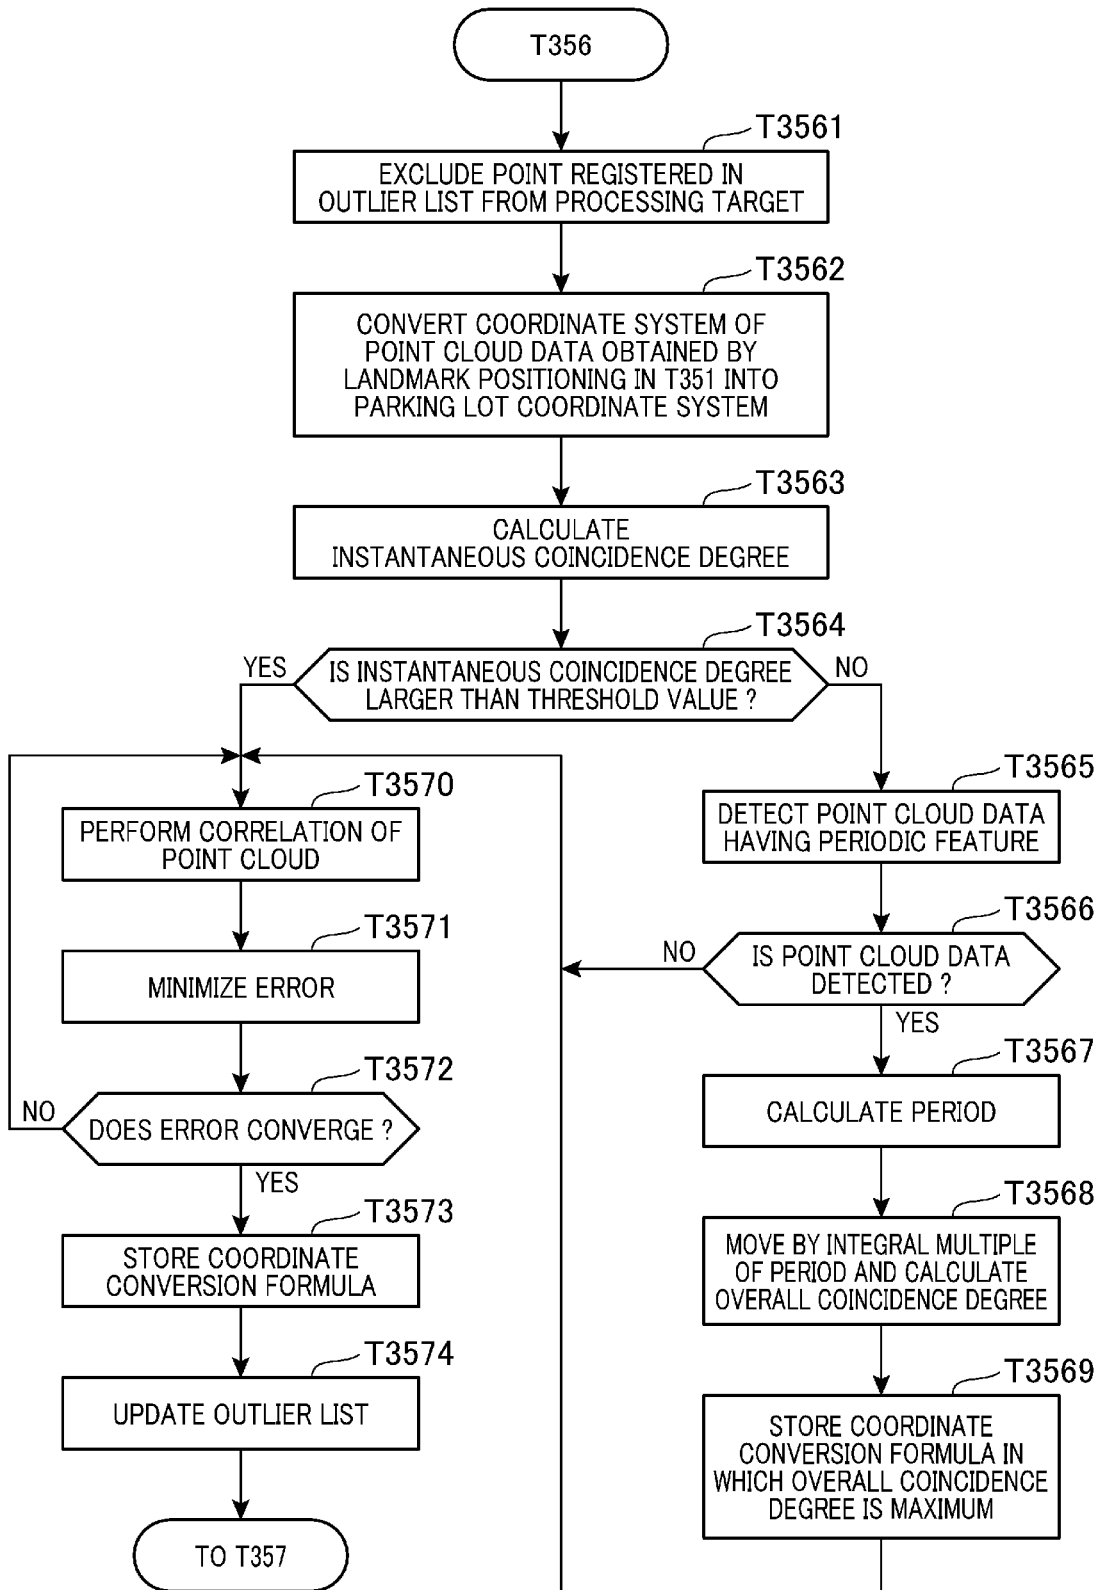 T356
T3561
EXCLUDE POINT REGISTERED IN
OUTLIER LIST FROM PROCESSING TARGET
T3562
CONVERT COORDINATE SYSTEM OF
POINT CLOUD DATA OBTAINED BY
LANDMARK POSITIONING IN T351 INTO
PARKING LOT COORDINATE SYSTEM
T3563
CALCULATE
INSTANTANEOUS COINCIDENCE DEGREE
T3564
YES
IS INSTANTANEOUS COINCIDENCE DEGREE
LARGER THAN THRESHOLD VALUE ?
NO
T3570
PERFORM CORRELATION OF
POINT CLOUD
T3571
MINIMIZE ERROR
T3572
NO
DOES ERROR CONVERGE ?
YES
T3573
STORE COORDINATE
CONVERSION FORMULA
T3574
UPDATE OUTLIER LIST
TO T357
T3565
DETECT POINT CLOUD DATA
HAVING PERIODIC FEATURE
T3566
NO
IS POINT CLOUD DATA
DETECTED ?
YES
T3567
CALCULATE PERIOD
T3568
MOVE BY INTEGRAL MULTIPLE
OF PERIOD AND CALCULATE
OVERALL COINCIDENCE DEGREE
T3569
STORE COORDINATE
CONVERSION FORMULA IN
WHICH OVERALL COINCIDENCE
DEGREE IS MAXIMUM